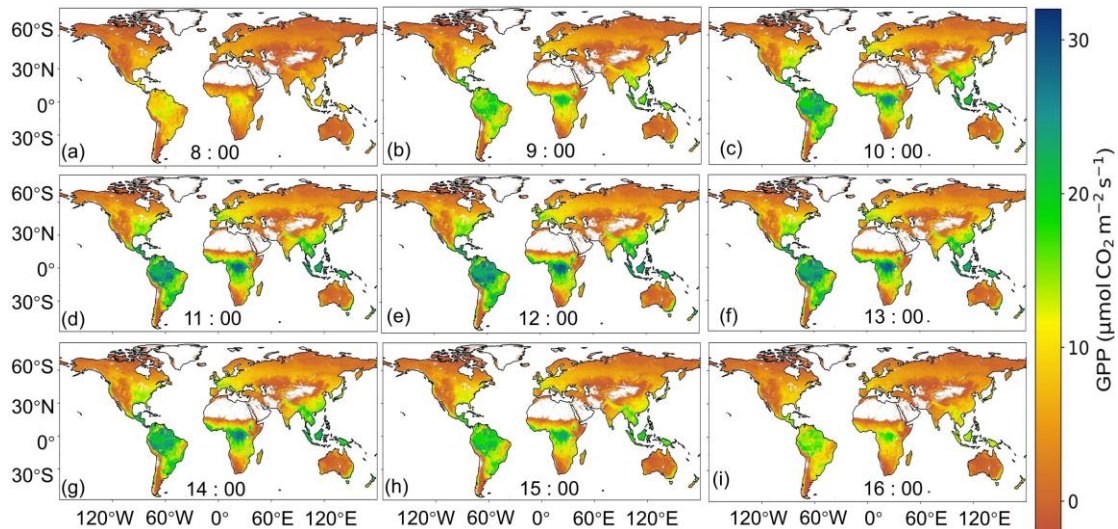 60°S
30°N
0°
30°S
(a) 8 : 00
(b) 9 : 00
(c) 10 : 00
30
20
10
0
GPP (μmol CO₂ m⁻² s⁻¹)
60°S
30°N
0°
30°S
(d) 11 : 00
(e) 12 : 00
(f) 13 : 00
60°S
30°N
0°
30°S
(g) 14 : 00
(h) 15 : 00
(i) 16 : 00
120°W 60°W 0° 60°E 120°E
120°W 60°W 0° 60°E 120°E
120°W 60°W 0° 60°E 120°E